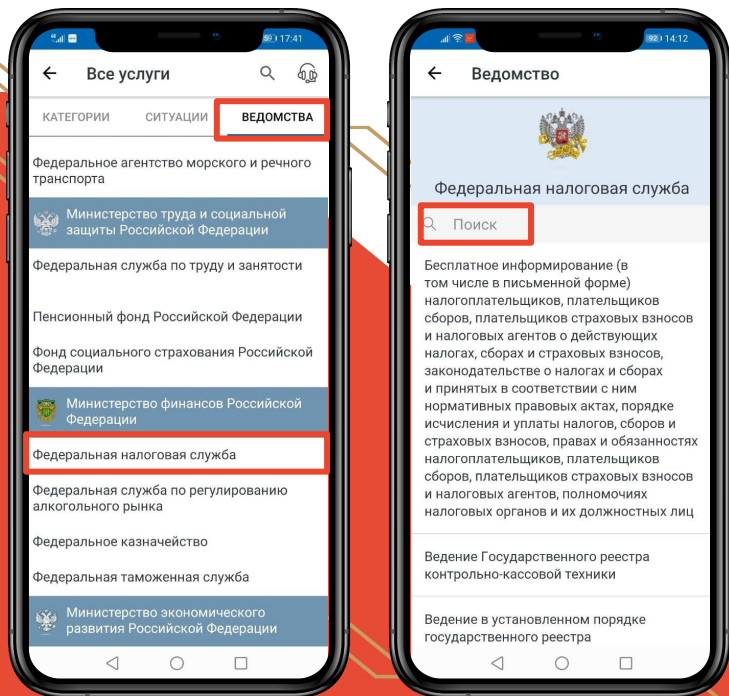 59 17:41
Все услуги
КАТЕГОРИИ СИТУАЦИИ ВЕДОМСТВА
Федеральное агентство морского и речного
транспорта
Министерство труда и социальной
защиты Российской Федерации
Федеральная служба по труду и занятости
Пенсионный фонд Российской Федерации
Фонд социального страхования Российской
Федерации
Министерство финансов Российской
Федерации
Федеральная налоговая служба
Федеральная служба по регулированию
алкогольного рынка
Федеральное казначейство
Федеральная таможенная служба
Министерство экономического
развития Российской Федерации
92 14:12
Ведомство
Федеральная налоговая служба
Поиск
Бесплатное информирование (в
том числе в письменной форме)
налогоплательщиков, плательщиков
сборов, плательщиков страховых взносов
и налоговых агентов о действующих
налогах, сборах и страховых взносов,
законодательстве о налогах и сборах
и принятых в соответствии с ним
нормативных правовых актах, порядке
исчисления и уплаты налогов, сборов и
страховых взносов, правах и обязанностях
налогоплательщиков, плательщиков
сборов, плательщиков страховых взносов
и налоговых агентов, полномочиях
налоговых органов и их должностных лиц
Ведение Государственного реестра
контрольно-кассовой техники
Ведение в установленном порядке
государственного реестра